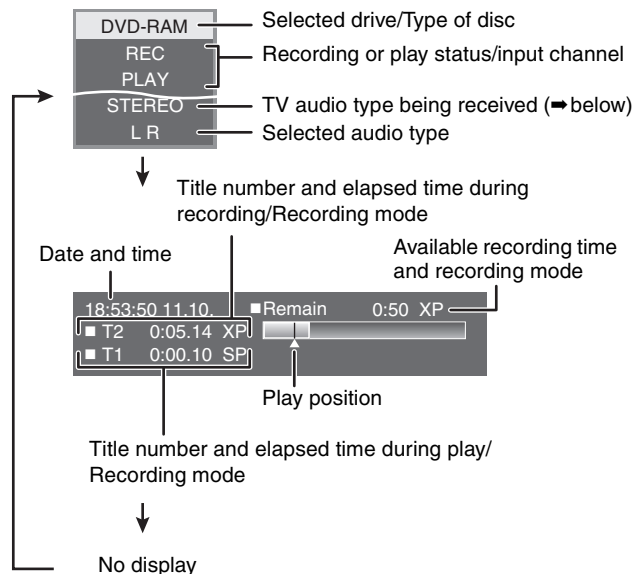 DVD-RAM
Selected drive/Type of disc
REC
PLAY
Recording or play status/input channel
STEREO
TV audio type being received (➡ below)
L R
Selected audio type
Title number and elapsed time during
recording/Recording mode
Date and time
Available recording time
and recording mode
18:53:50 11.10.
■ Remain 0:50 XP
■ T2 0:05.14 XP
■ T1 0:00.10 SP
Play position
Title number and elapsed time during play/
Recording mode
No display